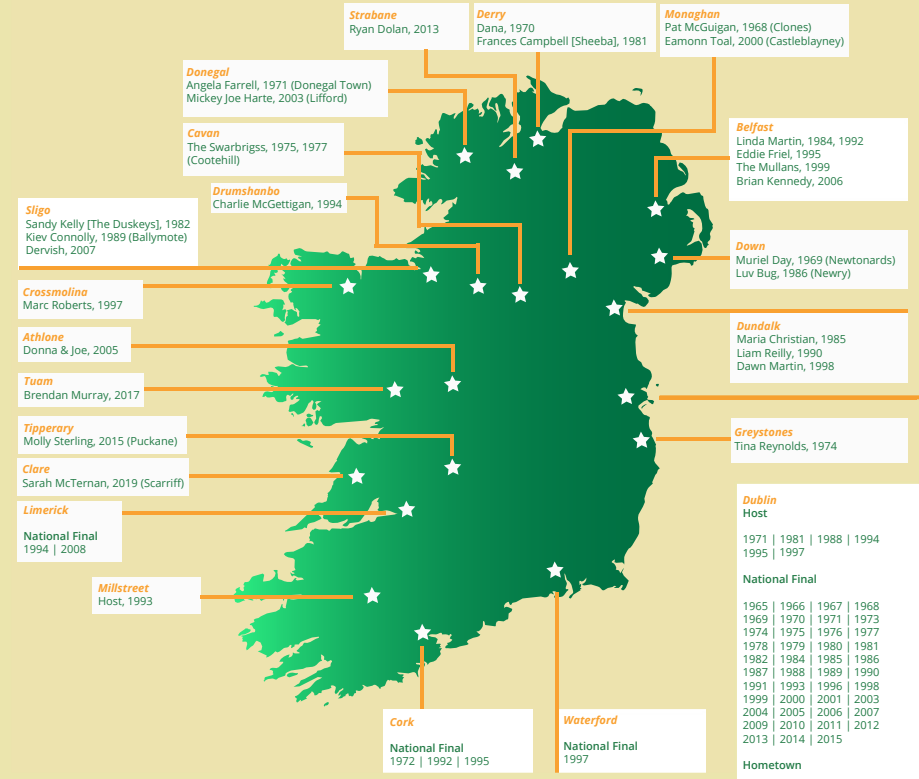 Strabane
Ryan Dolan, 2013
Derry
Dana, 1970
Frances Campbell [Sheeba], 1981
Monaghan
Pat McGuigan, 1968 (Clones)
Eamonn Toal, 2000 (Castleblayney)
Donegal
Angela Farrell, 1971 (Donegal Town)
Mickey Joe Harte, 2003 (Lifford)
Cavan
The Swarbrigss, 1975, 1977
(Cootehill)
Belfast
Linda Martin, 1984, 1992
Eddie Friel, 1995
The Mullans, 1999
Brian Kennedy, 2006
Drumshanbo
Charlie McGettigan, 1994
Sligo
Sandy Kelly [The Duskeys], 1982
Kiev Connolly, 1989 (Ballymote)
Dervish, 2007
Down
Muriel Day, 1969 (Newtonards)
Luv Bug, 1986 (Newry)
Crossmolina
Marc Roberts, 1997
Dundalk
Maria Christian, 1985
Liam Reilly, 1990
Dawn Martin, 1998
Athlone
Donna & Joe, 2005
Tuam
Brendan Murray, 2017
Tipperary
Molly Sterling, 2015 (Puckane)
Greystones
Tina Reynolds, 1974
Clare
Sarah McTernan, 2019 (Scarriff)
Limerick
National Final
1994 | 2008
Dublin
Host
1971 | 1981 | 1988 | 1994
1995 | 1997
National Final
1965 | 1966 | 1967 | 1968
1969 | 1970 | 1971 | 1973
1974 | 1975 | 1976 | 1977
1978 | 1979 | 1980 | 1981
1982 | 1984 | 1985 | 1986
1987 | 1988 | 1989 | 1990
1991 | 1993 | 1996 | 1998
1999 | 2000 | 2001 | 2003
2004 | 2005 | 2006 | 2007
2009 | 2010 | 2011 | 2012
2013 | 2014 | 2015
Hometown
Millstreet
Host, 1993
Cork
National Final
1972 | 1992 | 1995
Waterford
National Final
1997